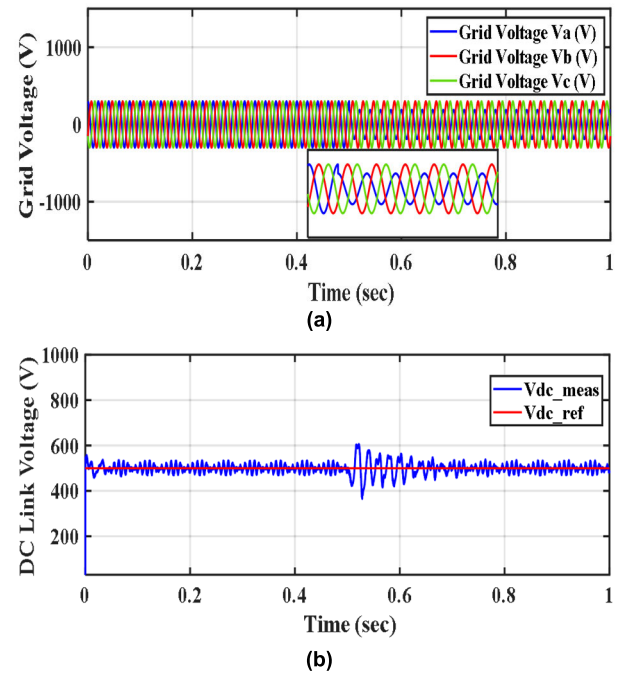 Grid Voltage (V)
1000
0
-1000
Grid Voltage Va (V)
Grid Voltage Vb (V)
Grid Voltage Vc (V)
0 0.2 0.4 0.6 0.8 1
Time (sec)
(a)
DC Link Voltage (V)
1000
800
600
400
200
Vdc_meas
Vdc_ref
0 0.2 0.4 0.6 0.8 1
Time (sec)
(b)